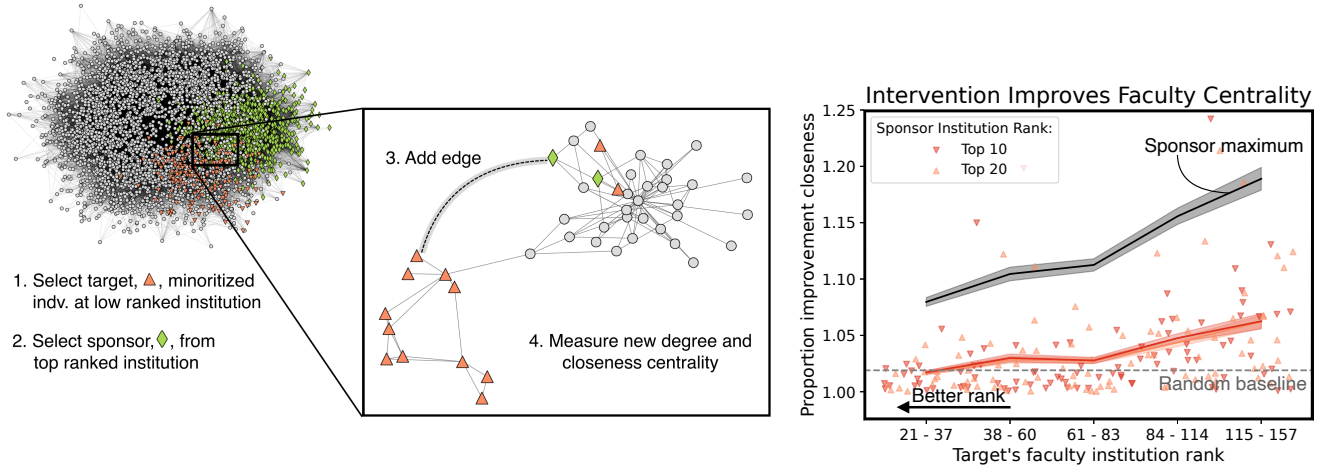 3. Add edge
4. Measure new degree and
closeness centrality
1. Select target, , minoritized
indv. at low ranked institution
2. Select sponsor, , from
top ranked institution
Intervention Improves Faculty Centrality
Proportion improvement closeness
1.25
1.20
1.15
1.10
1.05
1.00
Sponsor Institution Rank:
Top 10
Top 20
Sponsor maximum
Random baseline
Better rank
21 - 37
38 - 60
61 - 83
84 - 114
115 - 157
Target's faculty institution rank